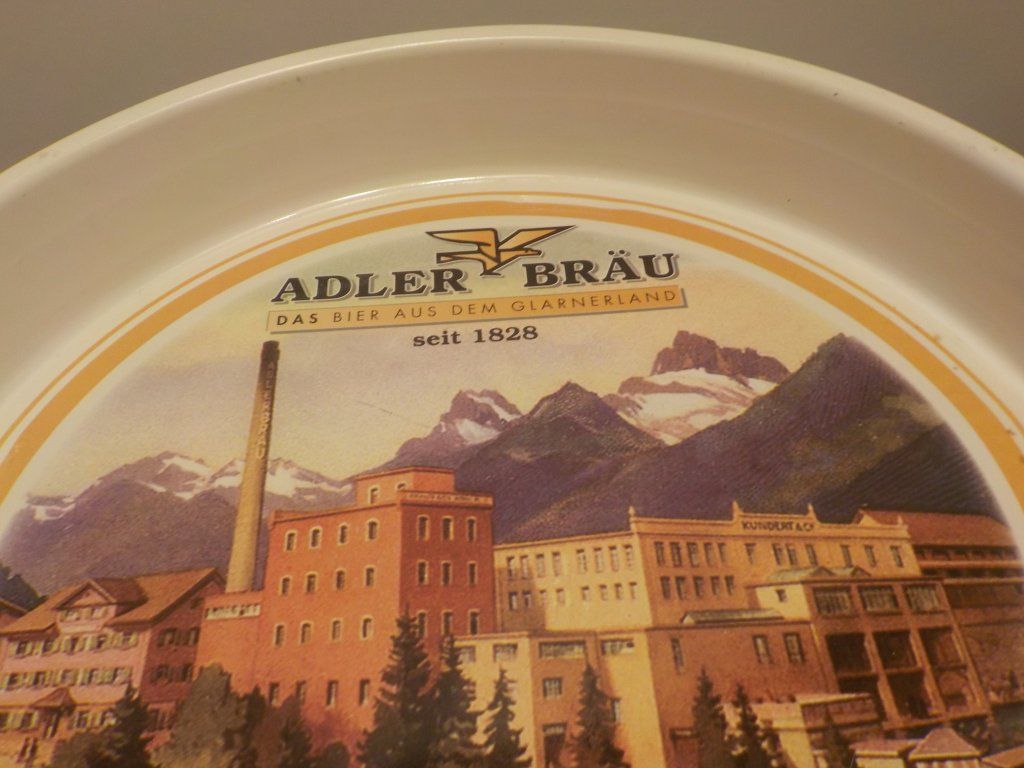 ADLER BRÄU
DAS BIER AUS DEM GLARNERLAND
seit 1828
ADLERBRÄU
KUNDERT & Cº